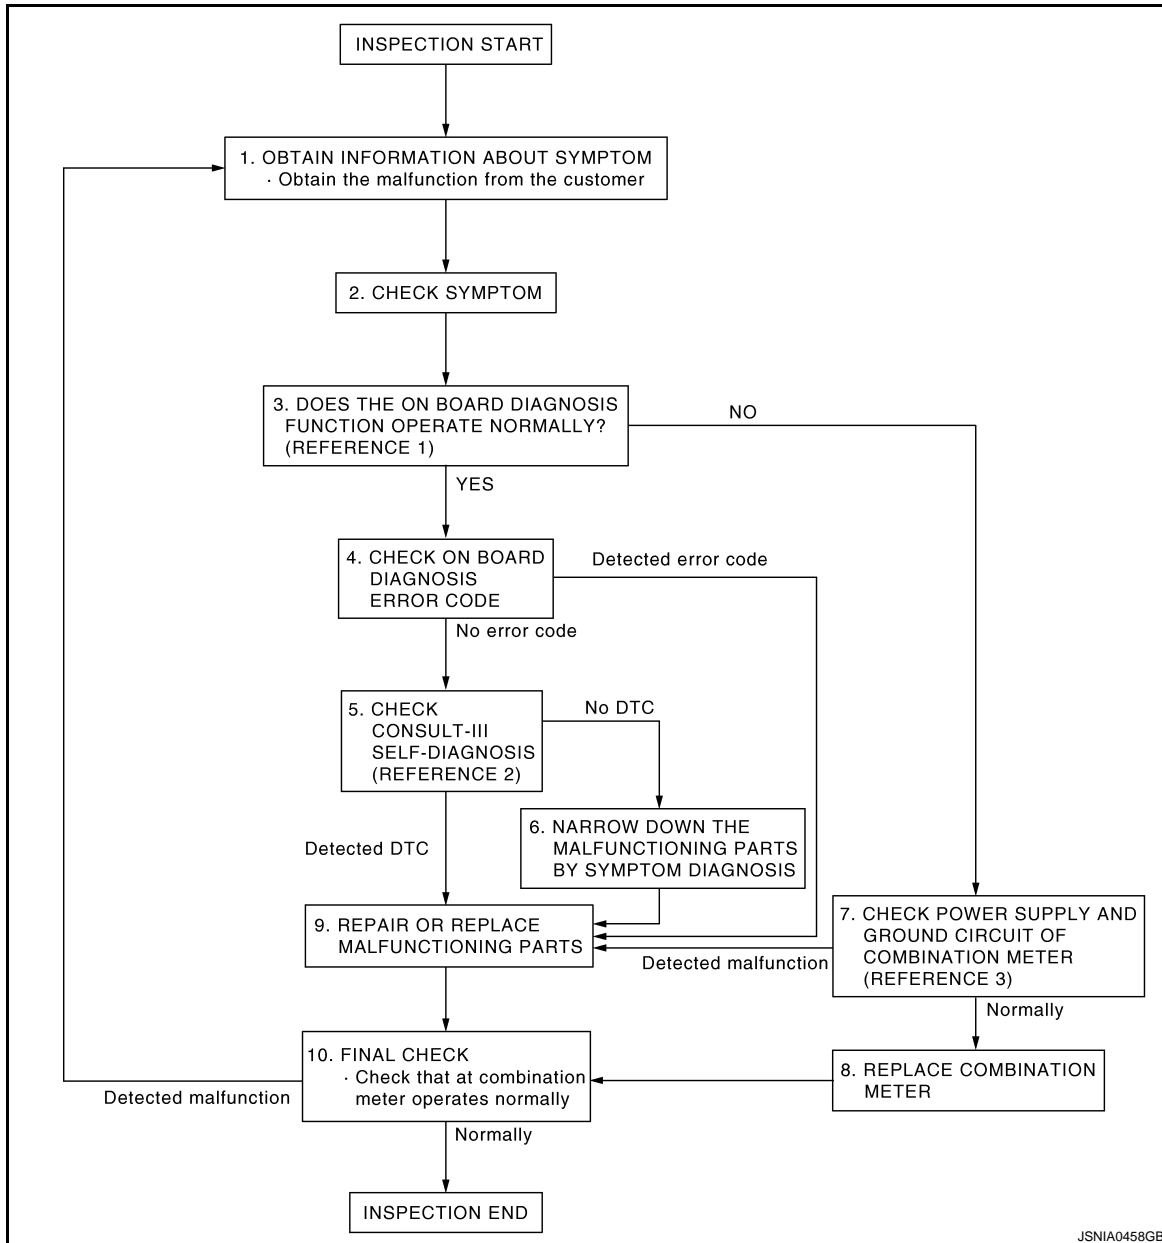 INSPECTION START
1. OBTAIN INFORMATION ABOUT SYMPTOM
· Obtain the malfunction from the customer
2. CHECK SYMPTOM
3. DOES THE ON BOARD DIAGNOSIS
FUNCTION OPERATE NORMALLY?
(REFERENCE 1)
NO
YES
4. CHECK ON BOARD
DIAGNOSIS
ERROR CODE
Detected error code
No error code
5. CHECK
CONSULT-III
SELF-DIAGNOSIS
(REFERENCE 2)
No DTC
Detected DTC
6. NARROW DOWN THE
MALFUNCTIONING PARTS
BY SYMPTOM DIAGNOSIS
7. CHECK POWER SUPPLY AND
GROUND CIRCUIT OF
COMBINATION METER
(REFERENCE 3)
Detected malfunction
Normally
8. REPLACE COMBINATION
METER
9. REPAIR OR REPLACE
MALFUNCTIONING PARTS
10. FINAL CHECK
· Check that at combination
meter operates normally
Detected malfunction
Normally
INSPECTION END
JSNIA0458GB